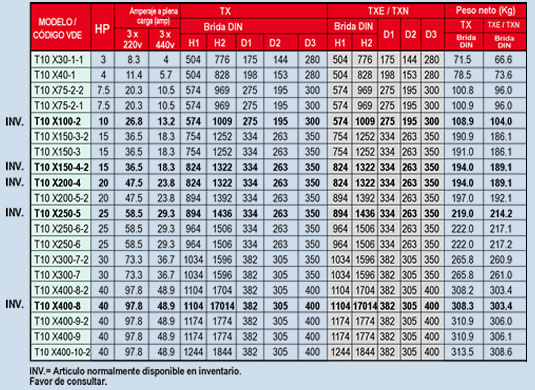 MODELO / CÓDIGO VDE HP Amperaje a plena carga (amp) TX TXE / TXN Peso neto (Kg)
3 x 220v 3 x 440v Brida DIN Brida DIN TX Brida DIN TXE / TXN Brida DIN
H1 H2 D1 D2 D3 H1 H2 D1 D2 D3
T10 X30-1-1 3 8.3 4 504 776 175 144 280 504 776 175 144 280 71.5 66.6
T10 X40-1 4 11.4 5.7 504 828 198 153 280 504 828 198 153 280 78.5 73.6
T10 X75-2-2 7.5 20.3 10.5 574 969 275 195 300 574 969 275 195 300 100.8 96.0
T10 X75-2-1 7.5 20.3 10.5 574 969 275 195 300 574 969 275 195 300 100.9 96.0
INV. T10 X100-2 10 26.8 13.2 574 1009 275 195 300 574 1009 275 195 300 108.9 104.0
T10 X150-3-2 15 36.5 18.3 754 1252 334 263 350 754 1252 334 263 350 190.9 186.1
T10 X150-3 15 36.5 18.3 754 1252 334 263 350 754 1252 334 263 350 191.0 186.1
INV. T10 X150-4-2 15 36.5 18.3 824 1322 334 263 350 824 1322 334 263 350 194.0 189.1
INV. T10 X200-4 20 47.5 23.8 824 1322 334 263 350 824 1322 334 263 350 194.0 189.1
T10 X200-5-2 20 47.5 23.8 894 1392 334 263 350 894 1392 334 263 350 197.0 192.1
INV. T10 X250-5 25 58.5 29.3 894 1436 334 263 350 894 1436 334 263 350 219.0 214.2
T10 X250-6-2 25 58.5 29.3 964 1506 334 263 350 964 1506 334 263 350 222.0 217.1
T10 X250-6 25 58.5 29.3 964 1506 334 263 350 964 1506 334 263 350 222.0 217.2
T10 X300-7-2 30 73.3 36.7 1034 1596 382 305 350 1034 1596 382 305 350 265.8 260.9
T10 X300-7 30 73.3 36.7 1034 1596 382 305 350 1034 1596 382 305 350 265.8 261.0
T10 X400-8-2 40 97.8 48.9 1104 1704 382 305 400 1104 1704 382 305 400 308.2 303.4
INV. T10 X400-8 40 97.8 48.9 1104 17014 382 305 400 1104 17014 382 305 400 308.3 303.4
T10 X400-9-2 40 97.8 48.9 1174 1774 382 305 400 1174 1774 382 305 400 310.9 306.0
T10 X400-9 40 97.8 48.9 1174 1774 382 305 400 1174 1774 382 305 400 310.9 306.1
T10 X400-10-2 40 97.8 48.9 1244 1844 382 305 400 1244 1844 382 305 400 313.5 308.6
INV.= Articulo normalmente disponible en inventario.
Favor de consultar.